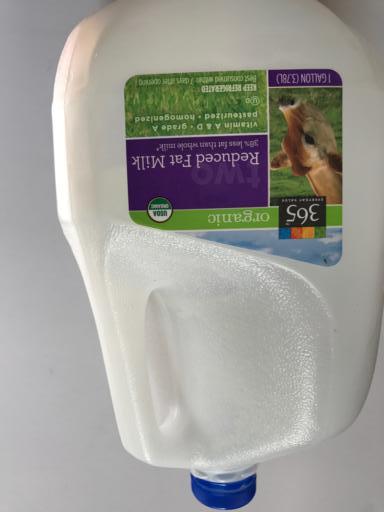 365
EVERYDAY VALUE
organic
USDA
ORGANIC
two
Reduced Fat Milk
38% less fat than whole milk*
vitamin A & D • grade A
pasteurized • homogenized
KEEP REFRIGERATED
Best consumed within 7 days after opening
1 GALLON (3.78L)